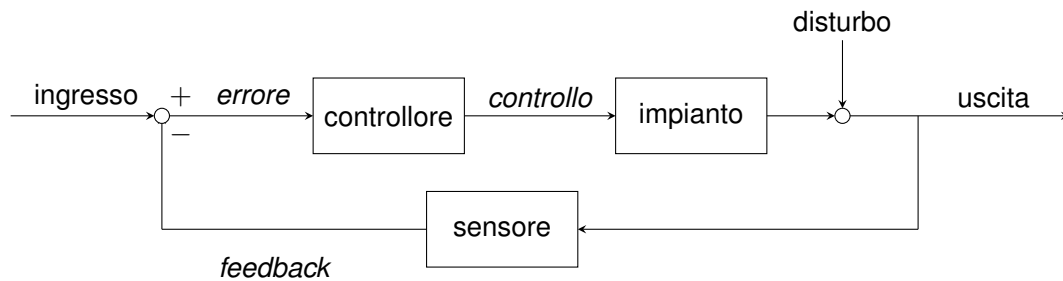 disturbo
ingresso
+
errore
controllore
controllo
impianto
uscita
−
sensore
feedback